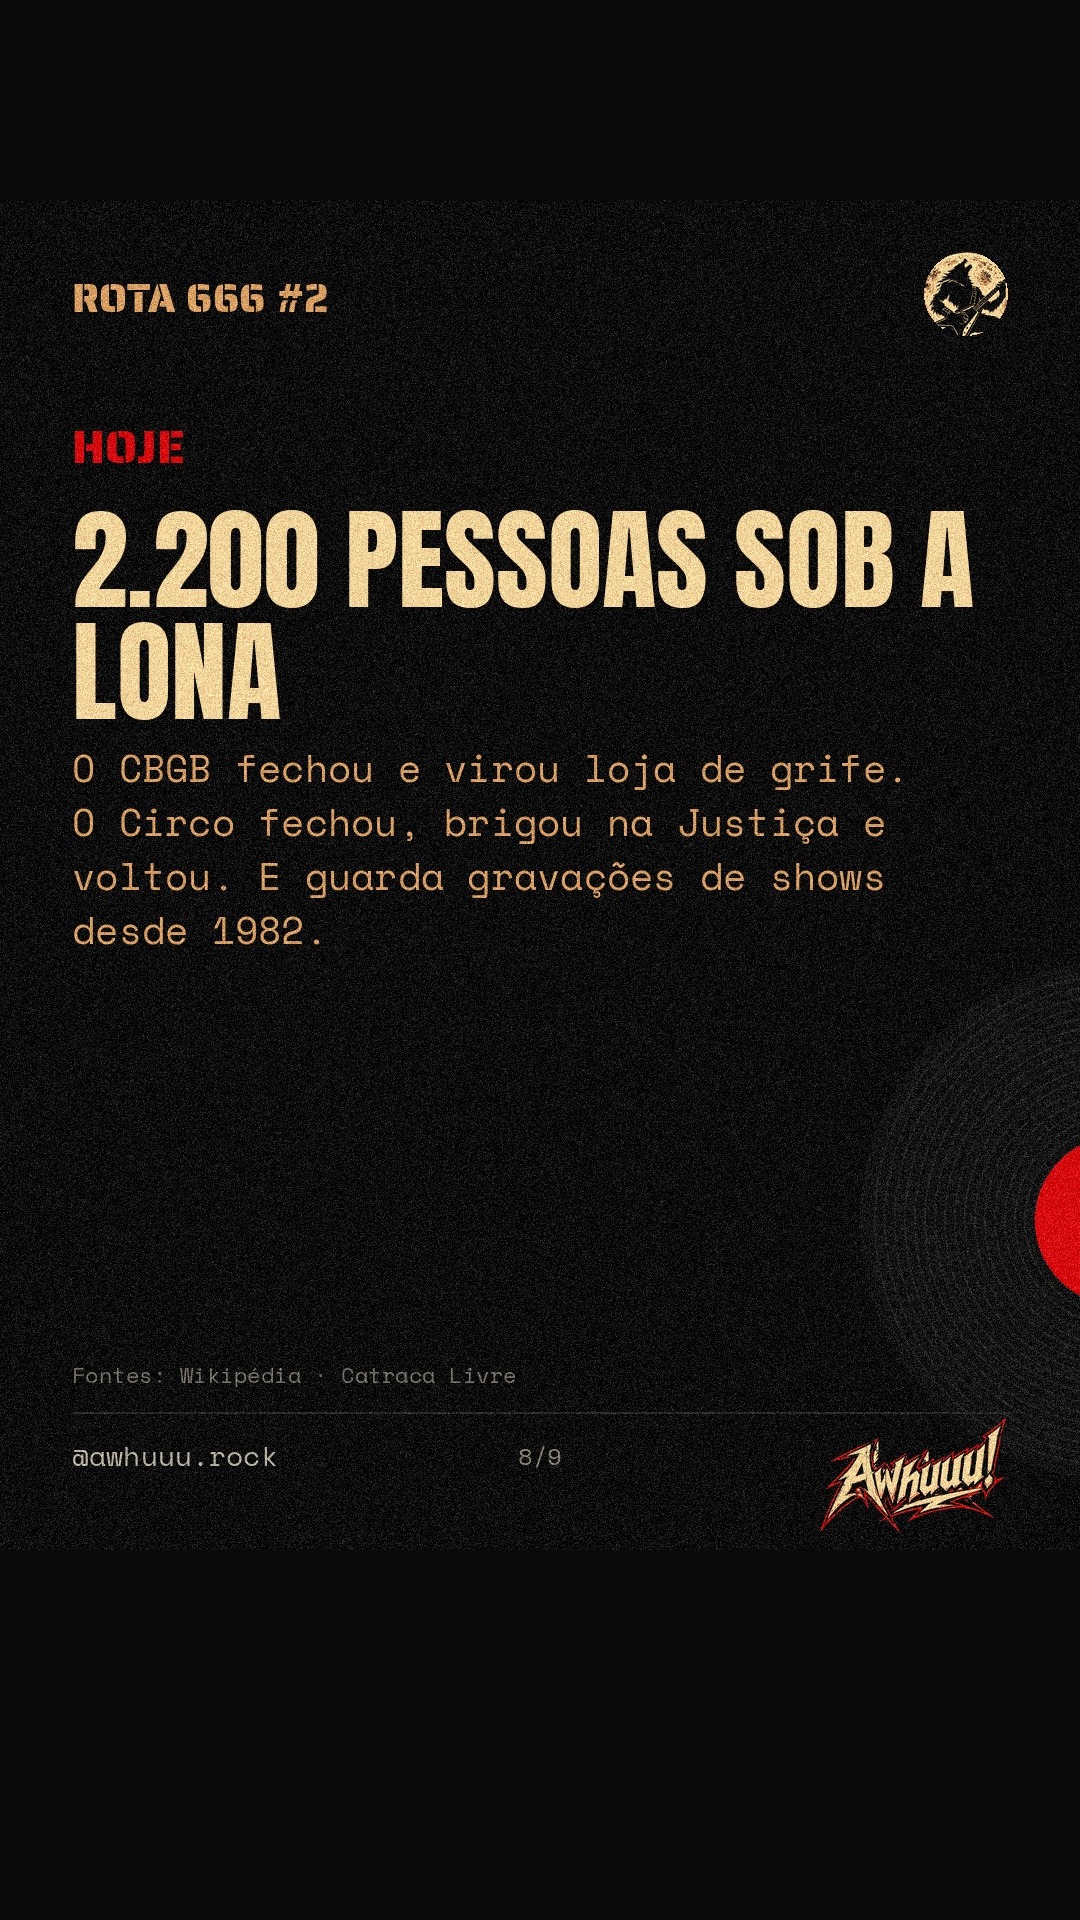 ROTA 666 #2
HOJE
2.200 PESSOAS SOB A
LONA
O CBGB fechou e virou loja de grife.
O Circo fechou, brigou na Justiça e
voltou. E guarda gravações de shows
desde 1982.
Fontes: Wikipédia · Catraca Livre
@awhuuu.rock
8/9
Awhuuu!